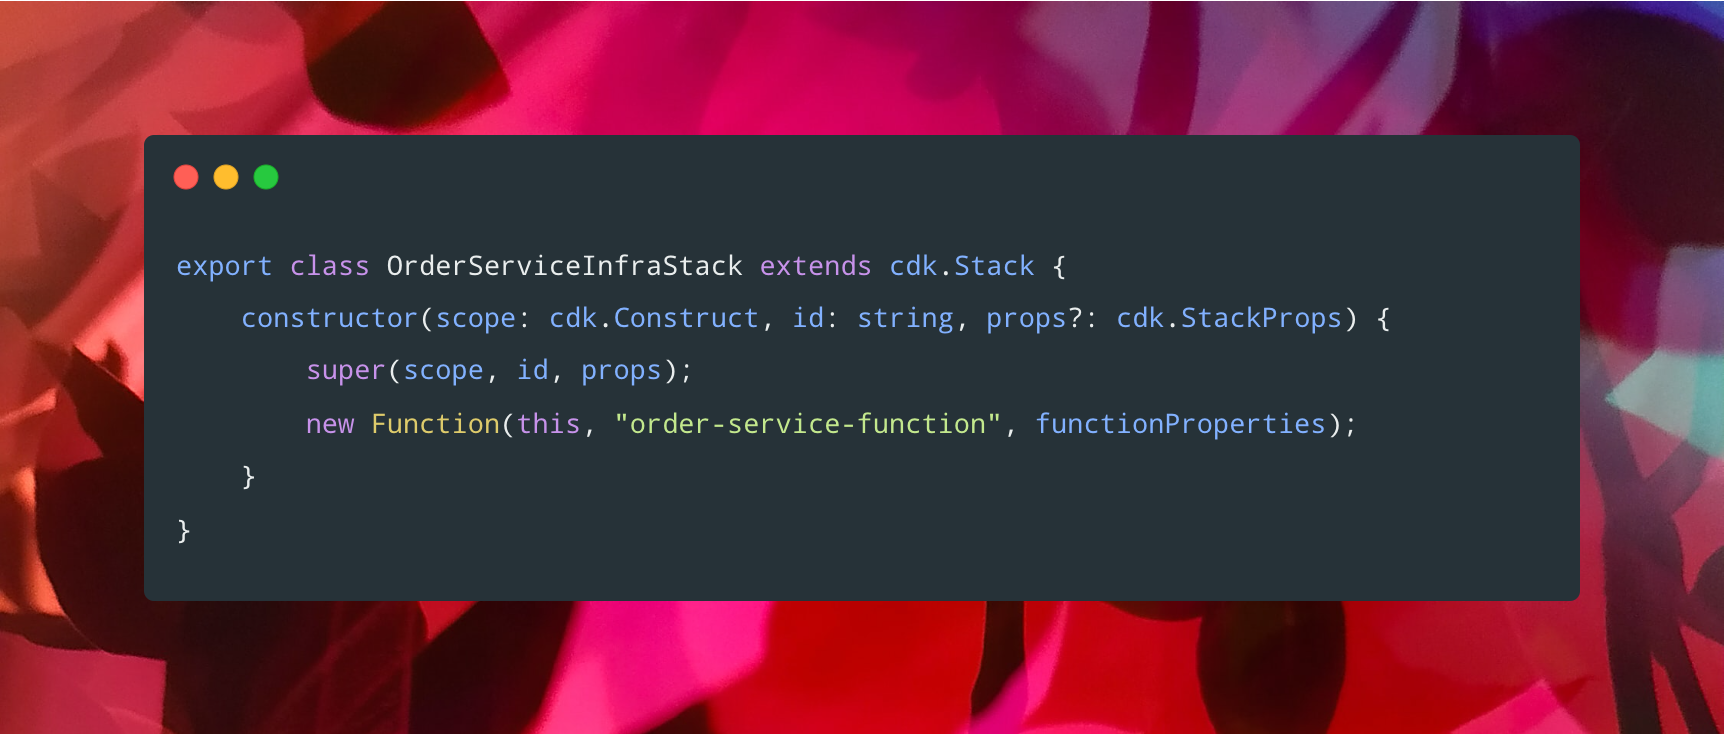 export class OrderServiceInfraStack extends cdk.Stack {
    constructor(scope: cdk.Construct, id: string, props?: cdk.StackProps) {
        super(scope, id, props);
        new Function(this, "order-service-function", functionProperties);
    }
}